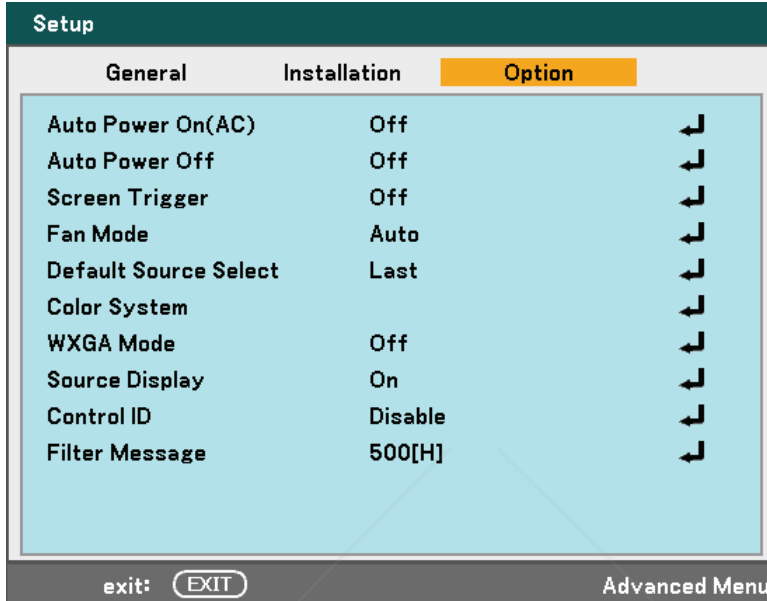 Setup
General Installation Option
Auto Power On(AC) Off
Auto Power Off Off
Screen Trigger Off
Fan Mode Auto
Default Source Select Last
Color System
WXGA Mode Off
Source Display On
Control ID Disable
Filter Message 500[H]
exit: EXIT Advanced Menu